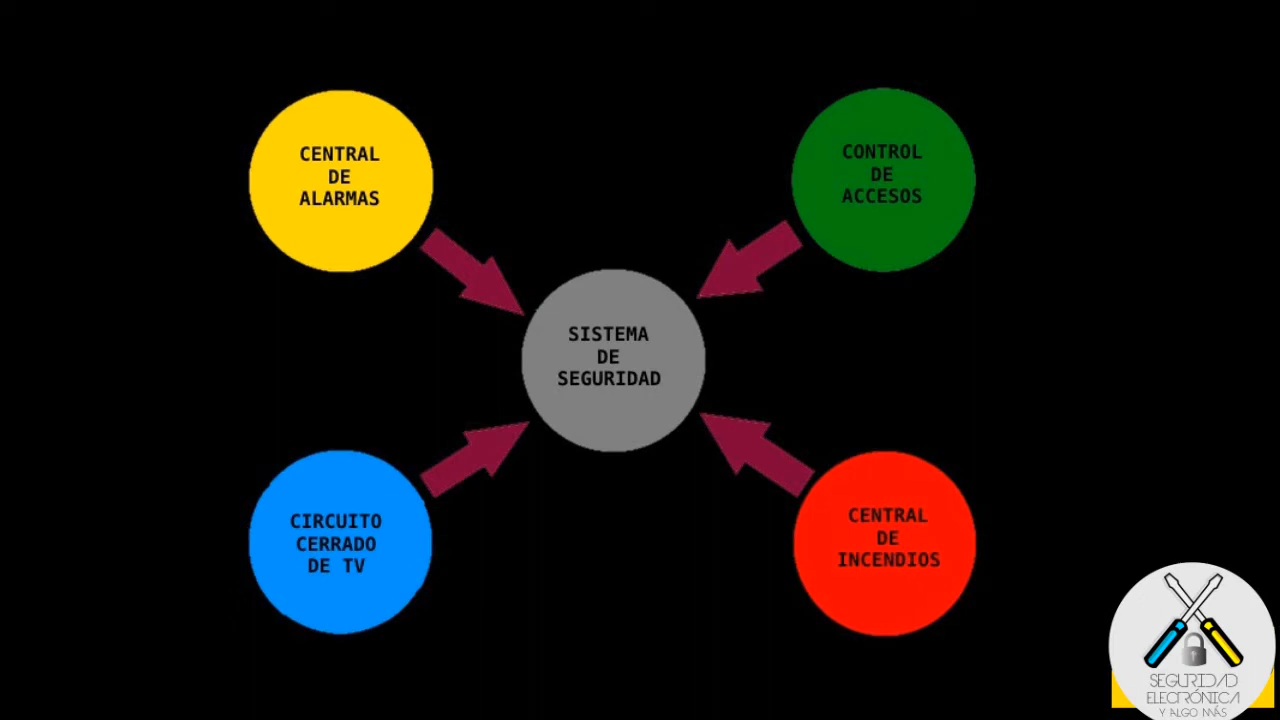 CENTRAL
DE
ALARMAS
CONTROL
DE
ACCESOS
SISTEMA
DE
SEGURIDAD
CIRCUITO
CERRADO
DE TV
CENTRAL
DE
INCENDIOS
SEGURIDAD
ELECTRÓNICA
Y ALGO MÁS